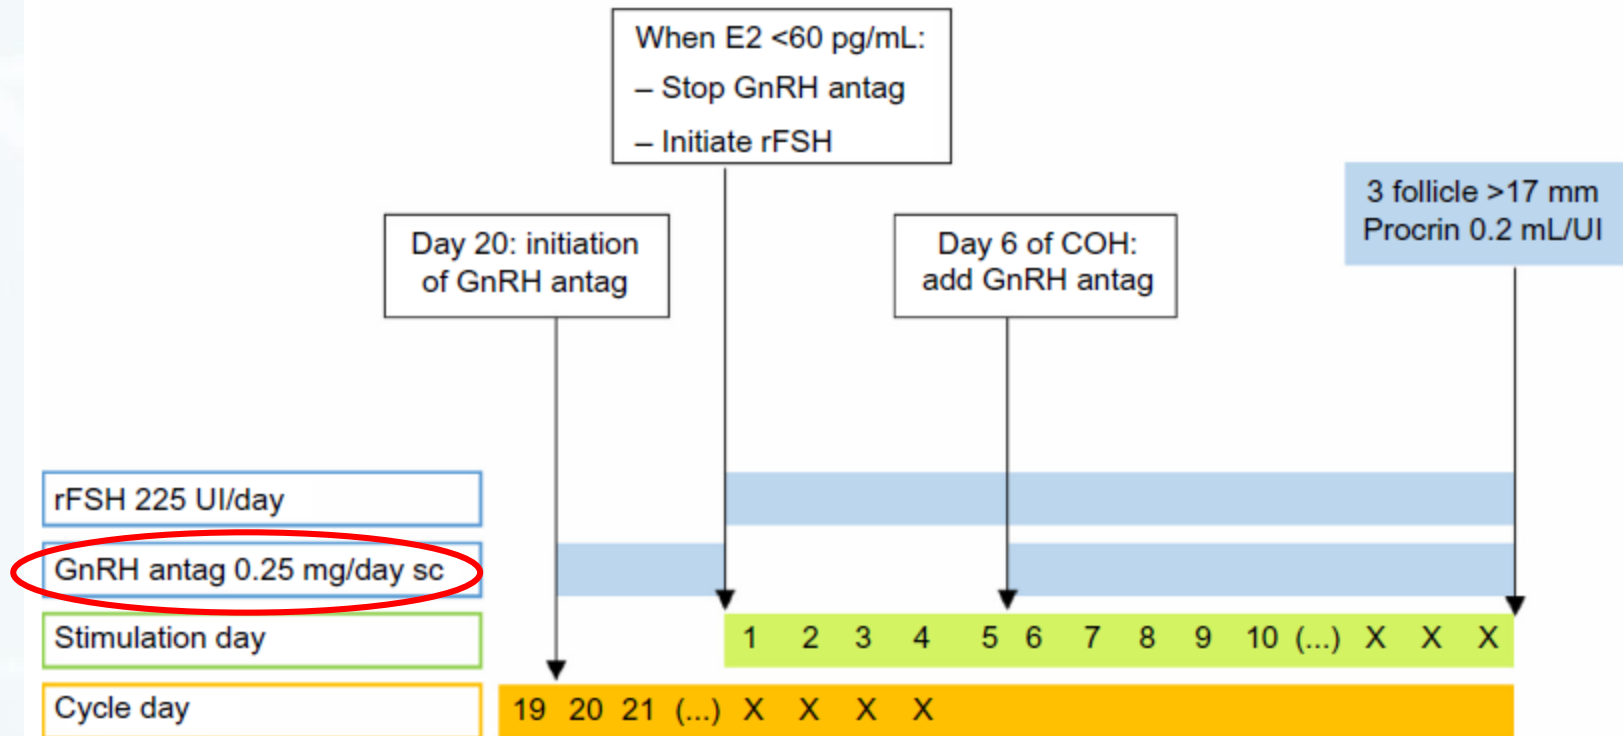 When E2 <60 pg/mL:
– Stop GnRH antag
– Initiate rFSH
3 follicle >17 mm
Procrin 0.2 mL/UI
Day 20: initiation
of GnRH antag
Day 6 of COH:
add GnRH antag
rFSH 225 UI/day
GnRH antag 0.25 mg/day sc
Stimulation day
1 2 3 4 5 6 7 8 9 10 (...) X X X
Cycle day
19 20 21 (...) X X X X